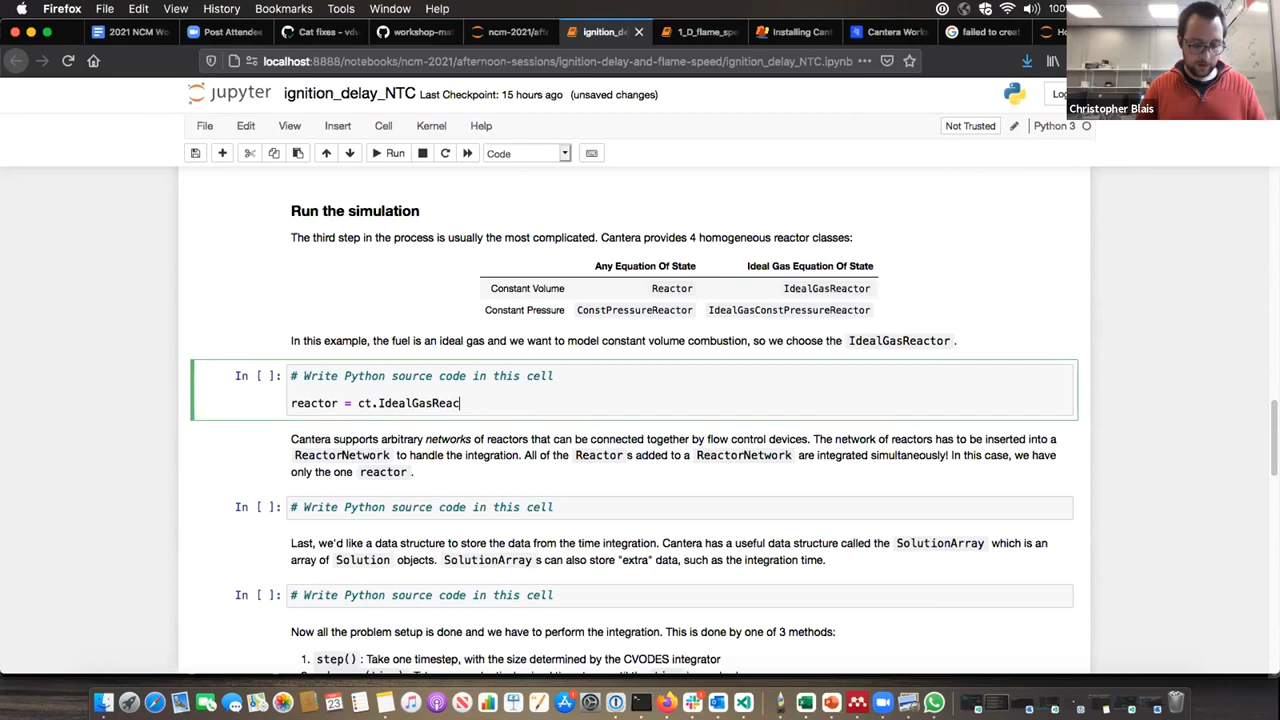 Firefox File Edit View History Bookmarks Tools Window Help 100%
2021 NCM Wo Post Attendee Cat fixes - vdv workshop-mat ncm-2021/afte ignition_de 1_D_flame_spe Installing Cant Cantera Work failed to creat
localhost:8888/notebooks/ncm-2021/afternoon-sessions/ignition-delay-and-flame-speed/ignition_delay_NTC.ipynb
Christopher Blais
jupyter ignition_delay_NTC Last Checkpoint: 15 hours ago (unsaved changes)
File Edit View Insert Cell Kernel Help Not Trusted Python 3
Run Code
Run the simulation
The third step in the process is usually the most complicated. Cantera provides 4 homogeneous reactor classes:
Any Equation Of State Ideal Gas Equation Of State
Constant Volume Reactor IdealGasReactor
Constant Pressure ConstPressureReactor IdealGasConstPressureReactor
In this example, the fuel is an ideal gas and we want to model constant volume combustion, so we choose the IdealGasReactor.
In [ ]: # Write Python source code in this cell
reactor = ct.IdealGasReac
Cantera supports arbitrary networks of reactors that can be connected together by flow control devices. The network of reactors has to be inserted into a
ReactorNetwork to handle the integration. All of the Reactor s added to a ReactorNetwork are integrated simultaneously! In this case, we have
only the one reactor.
In [ ]: # Write Python source code in this cell
Last, we'd like a data structure to store the data from the time integration. Cantera has a useful data structure called the SolutionArray which is an
array of Solution objects. SolutionArray s can also store "extra" data, such as the integration time.
In [ ]: # Write Python source code in this cell
Now all the problem setup is done and we have to perform the integration. This is done by one of 3 methods:
1. step() : Take one timestep, with the size determined by the CVODES integrator